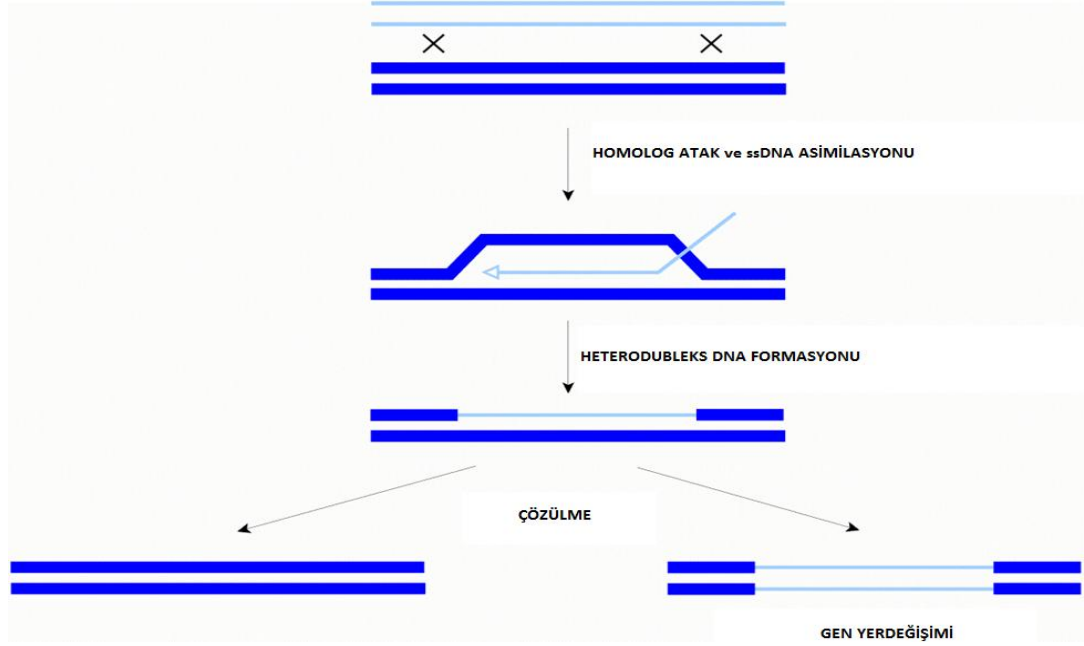 HOMOLOG ATAK ve ssDNA ASİMİLASYONU
HETERODUBLEKS DNA FORMASYONU
ÇÖZÜLME
GEN YERDEĞİŞİMİ